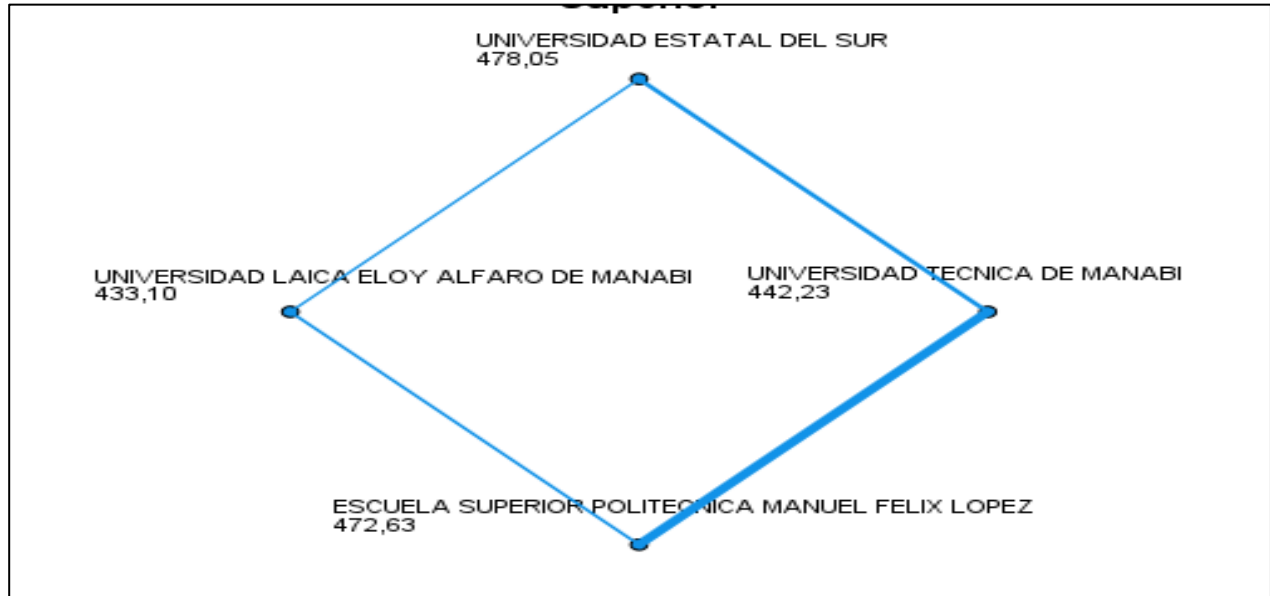 Superior
UNIVERSIDAD ESTATAL DEL SUR
478,05
UNIVERSIDAD LAICA ELOY ALFARO DE MANABI
433,10
UNIVERSIDAD TECNICA DE MANABI
442,23
ESCUELA SUPERIOR POLITECNICA MANUEL FELIX LOPEZ
472,63